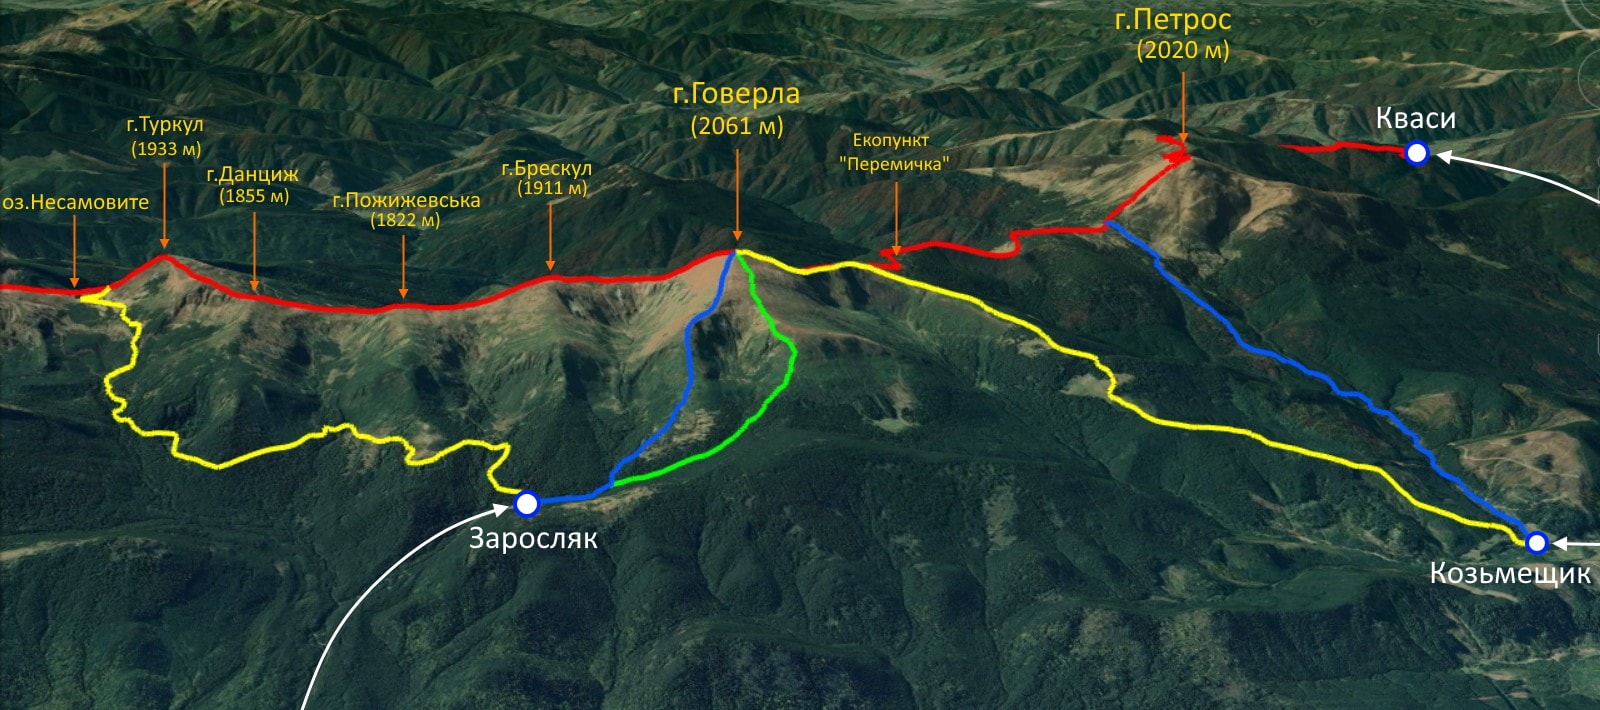 г.Петрос
(2020 м)
г.Говерла
(2061 м)
Кваси
г.Туркул
(1933 м)
Екопункт
"Перемичка"
г.Данциж
(1855 м)
г.Брескул
(1911 м)
оз.Несамовите
г.Пожижевська
(1822 м)
Заросляк
Козьмещик